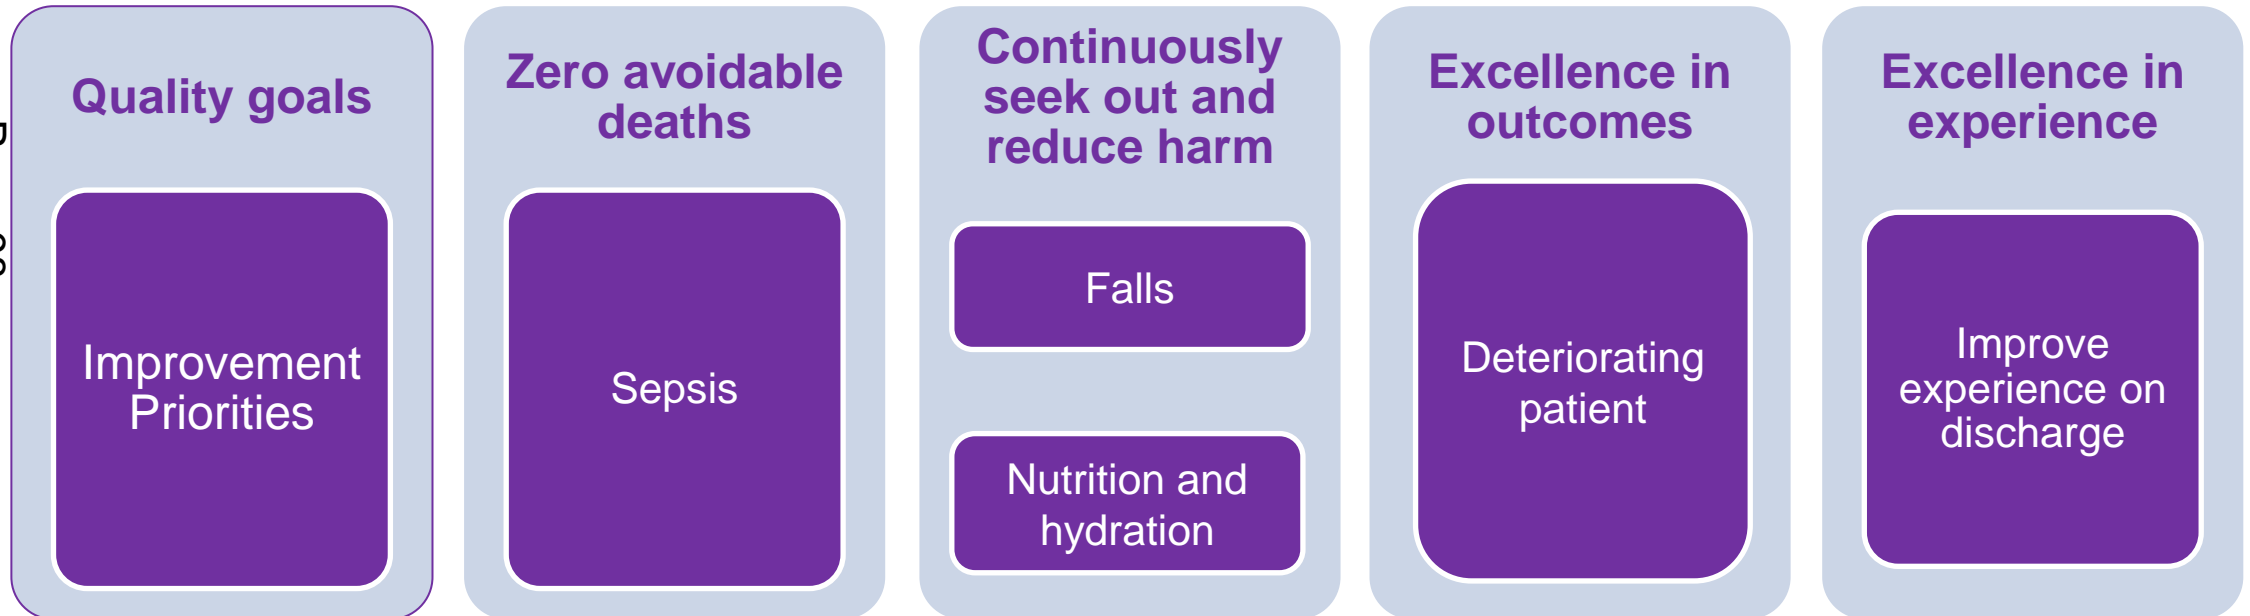 Quality goals
Improvement
Priorities
Zero avoidable
deaths
Sepsis
Continuously
seek out and
reduce harm
Falls
Nutrition and
hydration
Excellence in
outcomes
Deteriorating
patient
Excellence in
experience
Improve
experience on
discharge